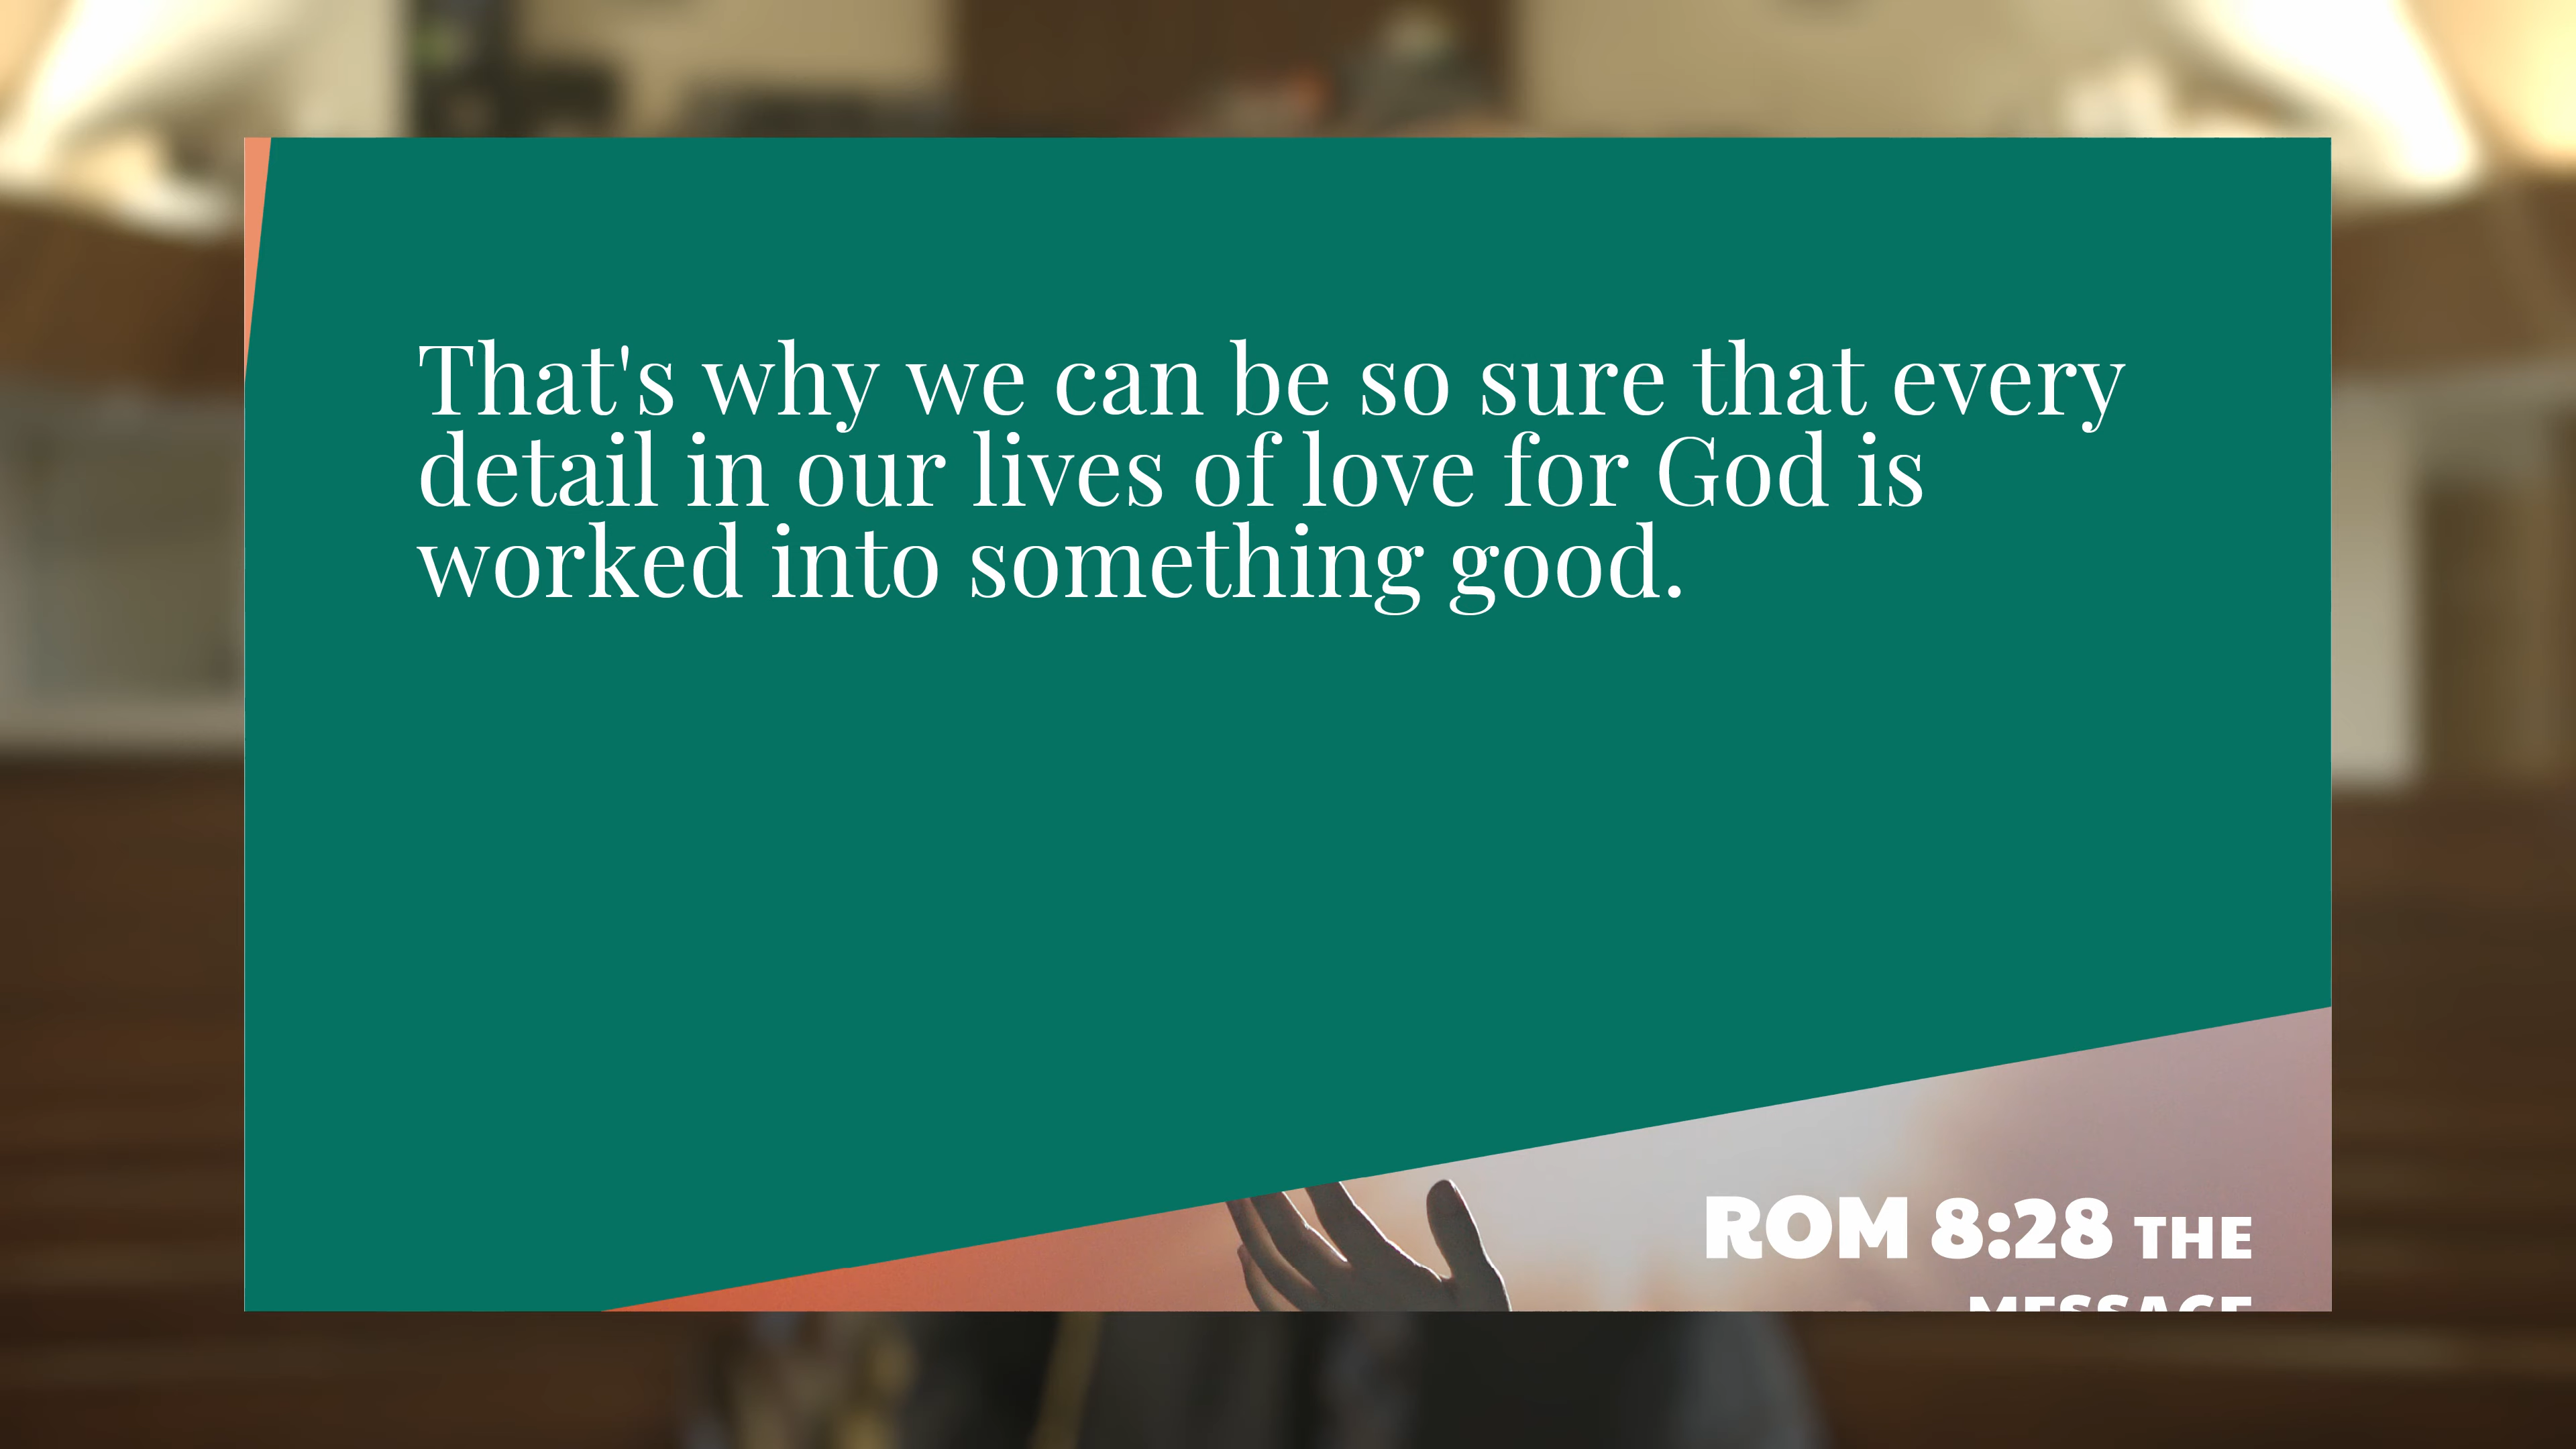 That's why we can be so sure that every
detail in our lives of love for God is
worked into something good.
ROM 8:28 THE
MESSAGE